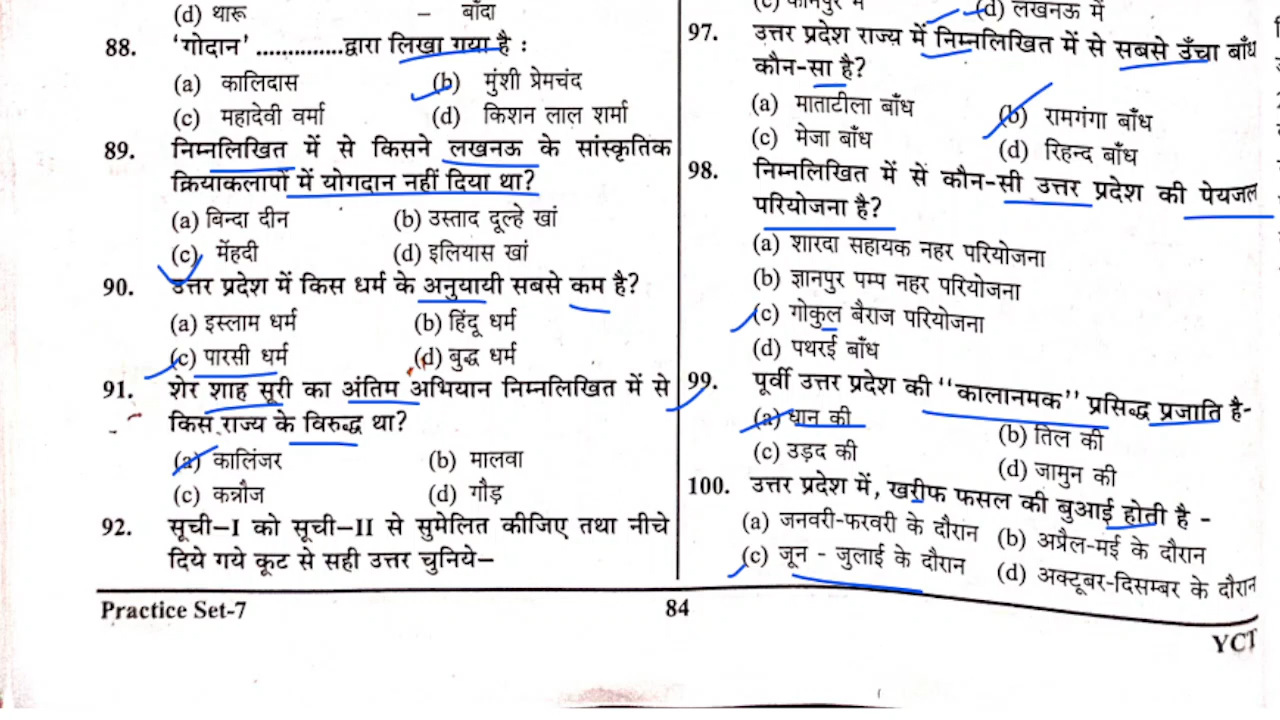 (d) थारू – बाँदा
88. 'गोदान' ..............द्वारा लिखा गया है :
(a) कालिदास (b) मुंशी प्रेमचंद
(c) महादेवी वर्मा (d) किशन लाल शर्मा
89. निम्नलिखित में से किसने लखनऊ के सांस्कृतिक
क्रियाकलापों में योगदान नहीं दिया था?
(a) बिन्दा दीन (b) उस्ताद दूल्हे खां
(c) मेंहदी (d) इलियास खां
90. उत्तर प्रदेश में किस धर्म के अनुयायी सबसे कम है?
(a) इस्लाम धर्म (b) हिंदू धर्म
(c) पारसी धर्म (d) बुद्ध धर्म
91. शेर शाह सूरी का अंतिम अभियान निम्नलिखित में से
किस राज्य के विरुद्ध था?
(a) कालिंजर (b) मालवा
(c) कन्नौज (d) गौड़
92. सूची–I को सूची–II से सुमेलित कीजिए तथा नीचे
दिये गये कूट से सही उत्तर चुनिये–
(c) कानपुर में (d) लखनऊ में
97. उत्तर प्रदेश राज्य में निम्नलिखित में से सबसे उँचा बाँध
कौन-सा है?
(a) माताटीला बाँध (b) रामगंगा बाँध
(c) मेजा बाँध (d) रिहन्द बाँध
98. निम्नलिखित में सें कौन-सी उत्तर प्रदेश की पेयजल
परियोजना है?
(a) शारदा सहायक नहर परियोजना
(b) ज्ञानपुर पम्प नहर परियोजना
(c) गोकुल बैराज परियोजना
(d) पथरई बाँध
99. पूर्वी उत्तर प्रदेश की "कालानमक" प्रसिद्ध प्रजाति है-
(a) धान की (b) तिल की
(c) उड़द की (d) जामुन की
100. उत्तर प्रदेश में, खरीफ फसल की बुआई होती है -
(a) जनवरी-फरवरी के दौरान (b) अप्रैल-मई के दौरान
(c) जून - जुलाई के दौरान (d) अक्टूबर-दिसम्बर के दौरान
Practice Set-7 84 YCT